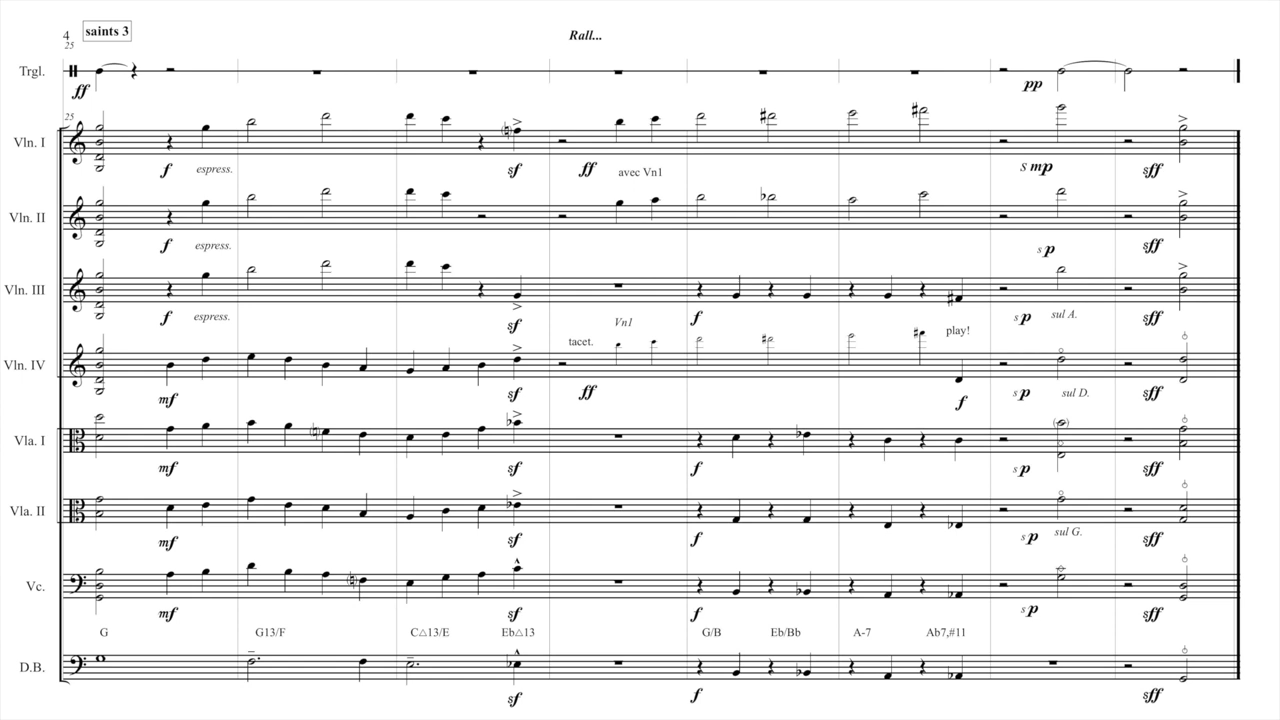 4 saints 3 Rall...
25
Trgl.
ff pp
25
Vln. I
f espress. sf ff avec Vn1 s mp sff
Vln. II
f espress. s p sff
Vln. III
f espress. sf Vn1 f s p sul A. sff
tacet. play!
Vln. IV
mf sf ff f s p sul D. sff
Vla. I
mf sf f s p sff
Vla. II
mf sf f s p sul G. sff
Vc.
mf sf f s p sff
G G13/F C△13/E Eb△13 G/B Eb/Bb A-7 Ab7,#11
D.B.
sf f sff